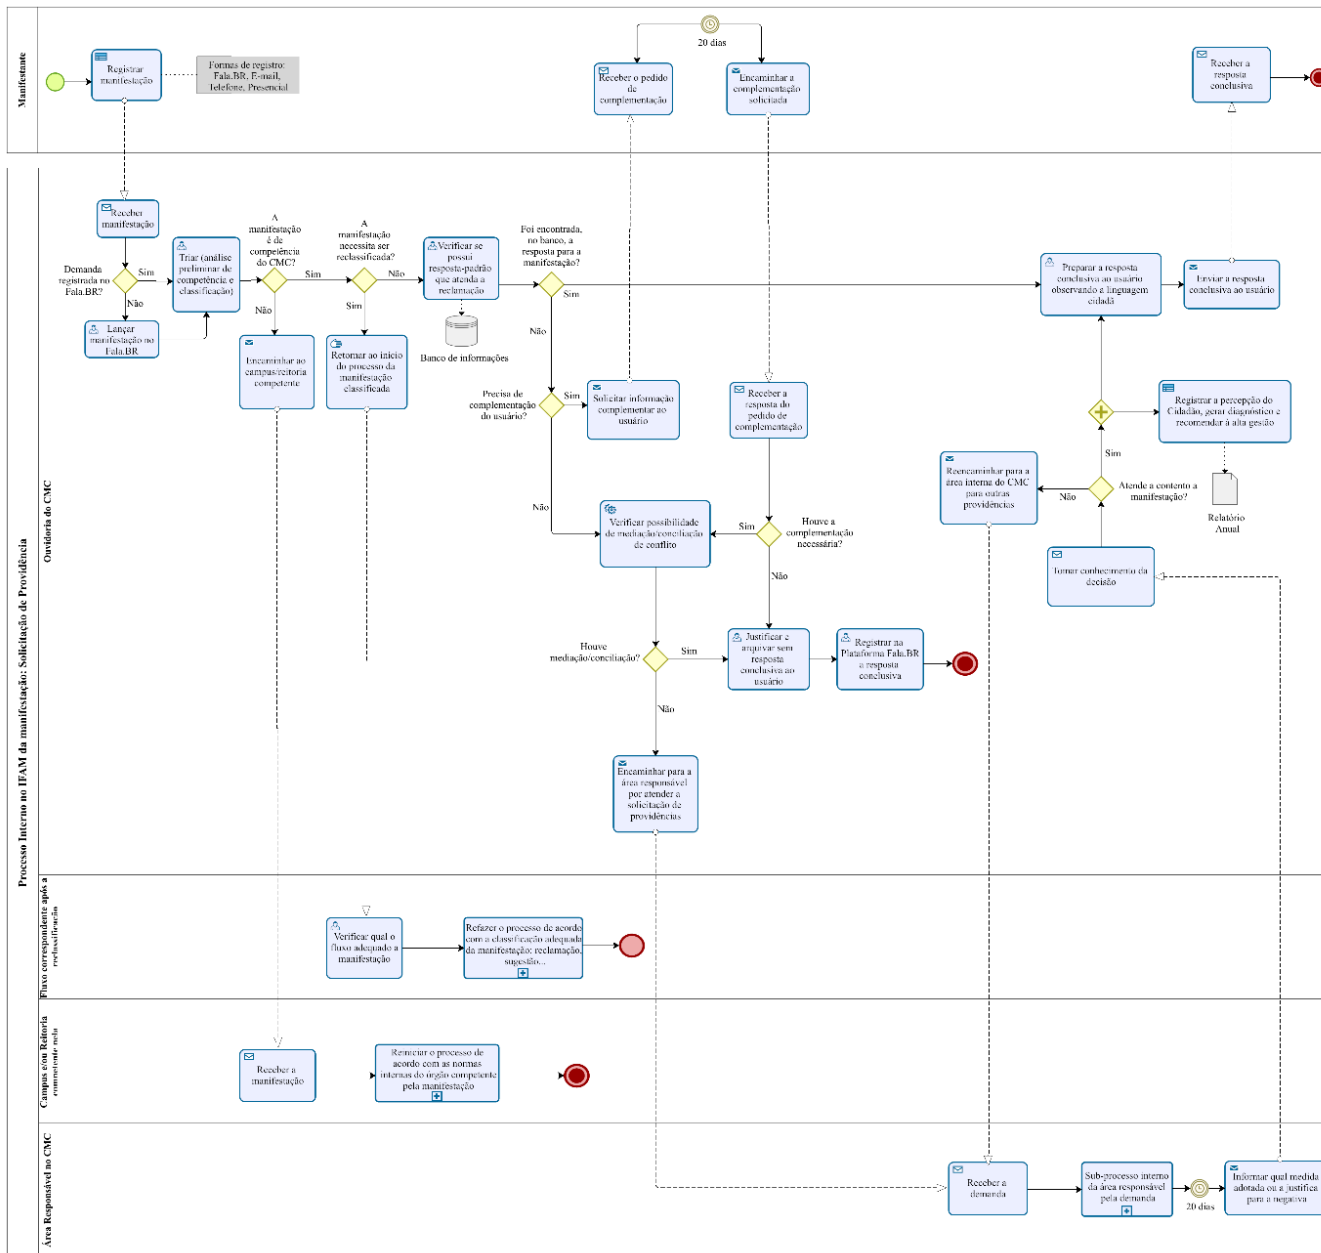 Manifestante
Registrar
manifestação
Formas de registro:
Fala.BR, E-mail,
Telefone, Presencial
20 dias
Receber o pedido
de
complementação
Encaminhar a
complementação
solicitada
Receber a
resposta
conclusiva
Processo Interno no IFAM da manifestação: Solicitação de Providência
Ouvidoria do CMC
Receber
manifestação
Demanda
registrada no
Fala.BR?
Sim
Não
Lançar
manifestação no
Fala.BR
Triar (análise
preliminar de
competência e
classificação)
A
manifestação
é de
competência
do CMC?
Sim
Não
Encaminhar ao
campus/reitoria
competente
A
manifestação
necessita ser
reclassificada?
Não
Sim
Retornar ao início
do processo da
manifestação
classificada
Verificar se
possui
resposta-padrão
que atenda a
reclamação
Banco de informações
Foi encontrada,
no banco, a
resposta para a
manifestação?
Sim
Não
Precisa de
complementação
do usuário?
Sim
Não
Solicitar informação
complementar ao
usuário
Receber a
resposta do
pedido de
complementação
Verificar possibilidade
de mediação/conciliação
de conflito
Sim
Houve a
complementação
necessária?
Não
Houve
mediação/conciliação?
Sim
Não
Justificar e
arquivar sem
resposta
conclusiva ao
usuário
Registrar na
Plataforma Fala.BR
a resposta
conclusiva
Encaminhar para a
área responsável
por atender a
solicitação de
providências
Preparar a resposta
conclusiva ao usuário
observando a linguagem
cidadã
Enviar a resposta
conclusiva ao usuário
Registrar a percepção do
Cidadão, gerar diagnóstico e
recomendar à alta gestão
Relatório
Anual
Sim
Atende a contento a
manifestação?
Não
Reencaminhar para a
área interna do CMC
para outras
providências
Tomar conhecimento da
decisão
Fluxo correspondente após a
reclassificação
Verificar qual o
fluxo adequado a
manifestação
Refazer o processo de acordo
com a classificação adequada
da manifestação: reclamação,
sugestão...
Campus e/ou Reitoria
competente pela
Receber a
manifestação
Reiniciar o processo de
acordo com as normas
internas do órgão competente
pela manifestação
Área Responsável no CMC
Receber a
demanda
Sub-processo interno
da área responsável
pela demanda
20 dias
Informar qual medida
adotada ou a justifica
para a negativa